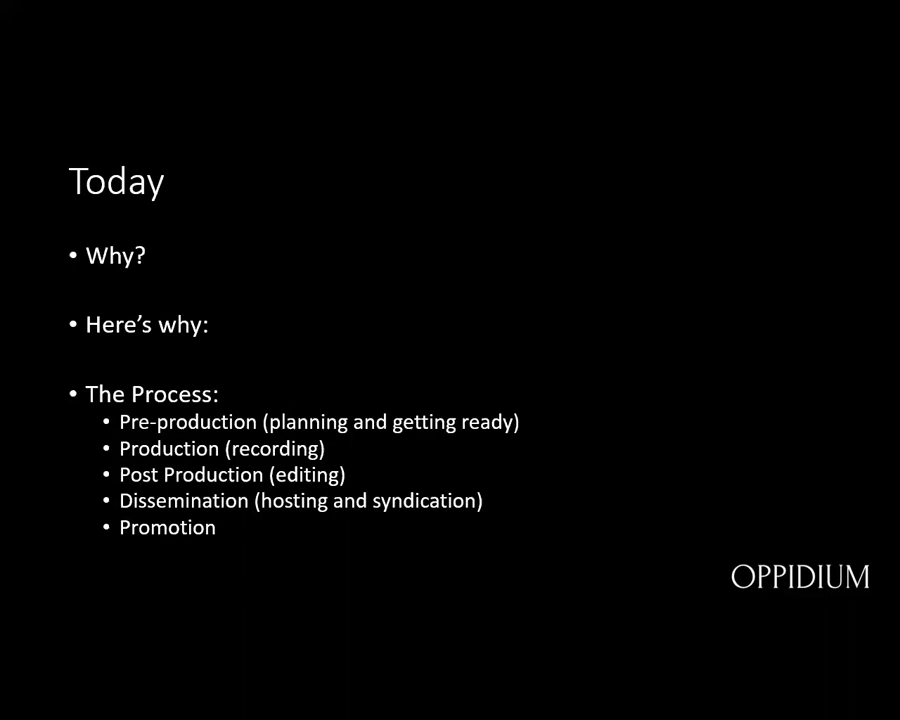 Today
• Why?
• Here’s why:
• The Process:
• Pre-production (planning and getting ready)
• Production (recording)
• Post Production (editing)
• Dissemination (hosting and syndication)
• Promotion
OPPIDIUM